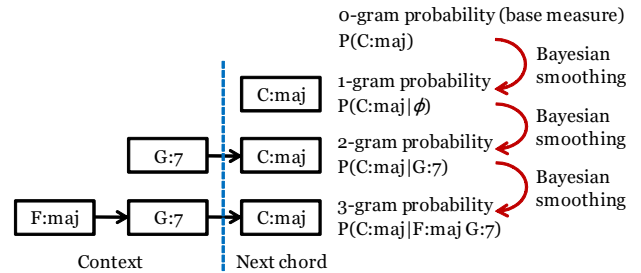 0-gram probability (base measure)
P(C:maj)
Bayesian
smoothing
1-gram probability
C:maj
P(C:maj|ϕ)
Bayesian
smoothing
2-gram probability
G:7
C:maj
P(C:maj|G:7)
Bayesian
smoothing
3-gram probability
F:maj
G:7
C:maj
P(C:maj|F:maj G:7)
Context
Next chord